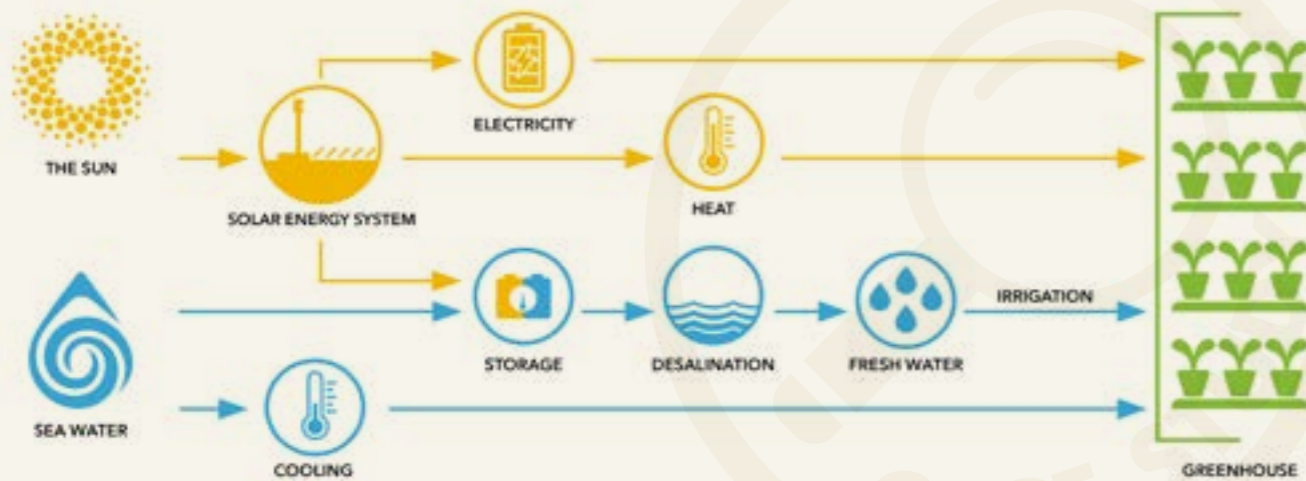 THE SUN
SOLAR ENERGY SYSTEM
ELECTRICITY
HEAT
SEA WATER
STORAGE
DESALINATION
FRESH WATER
IRRIGATION
COOLING
GREENHOUSE